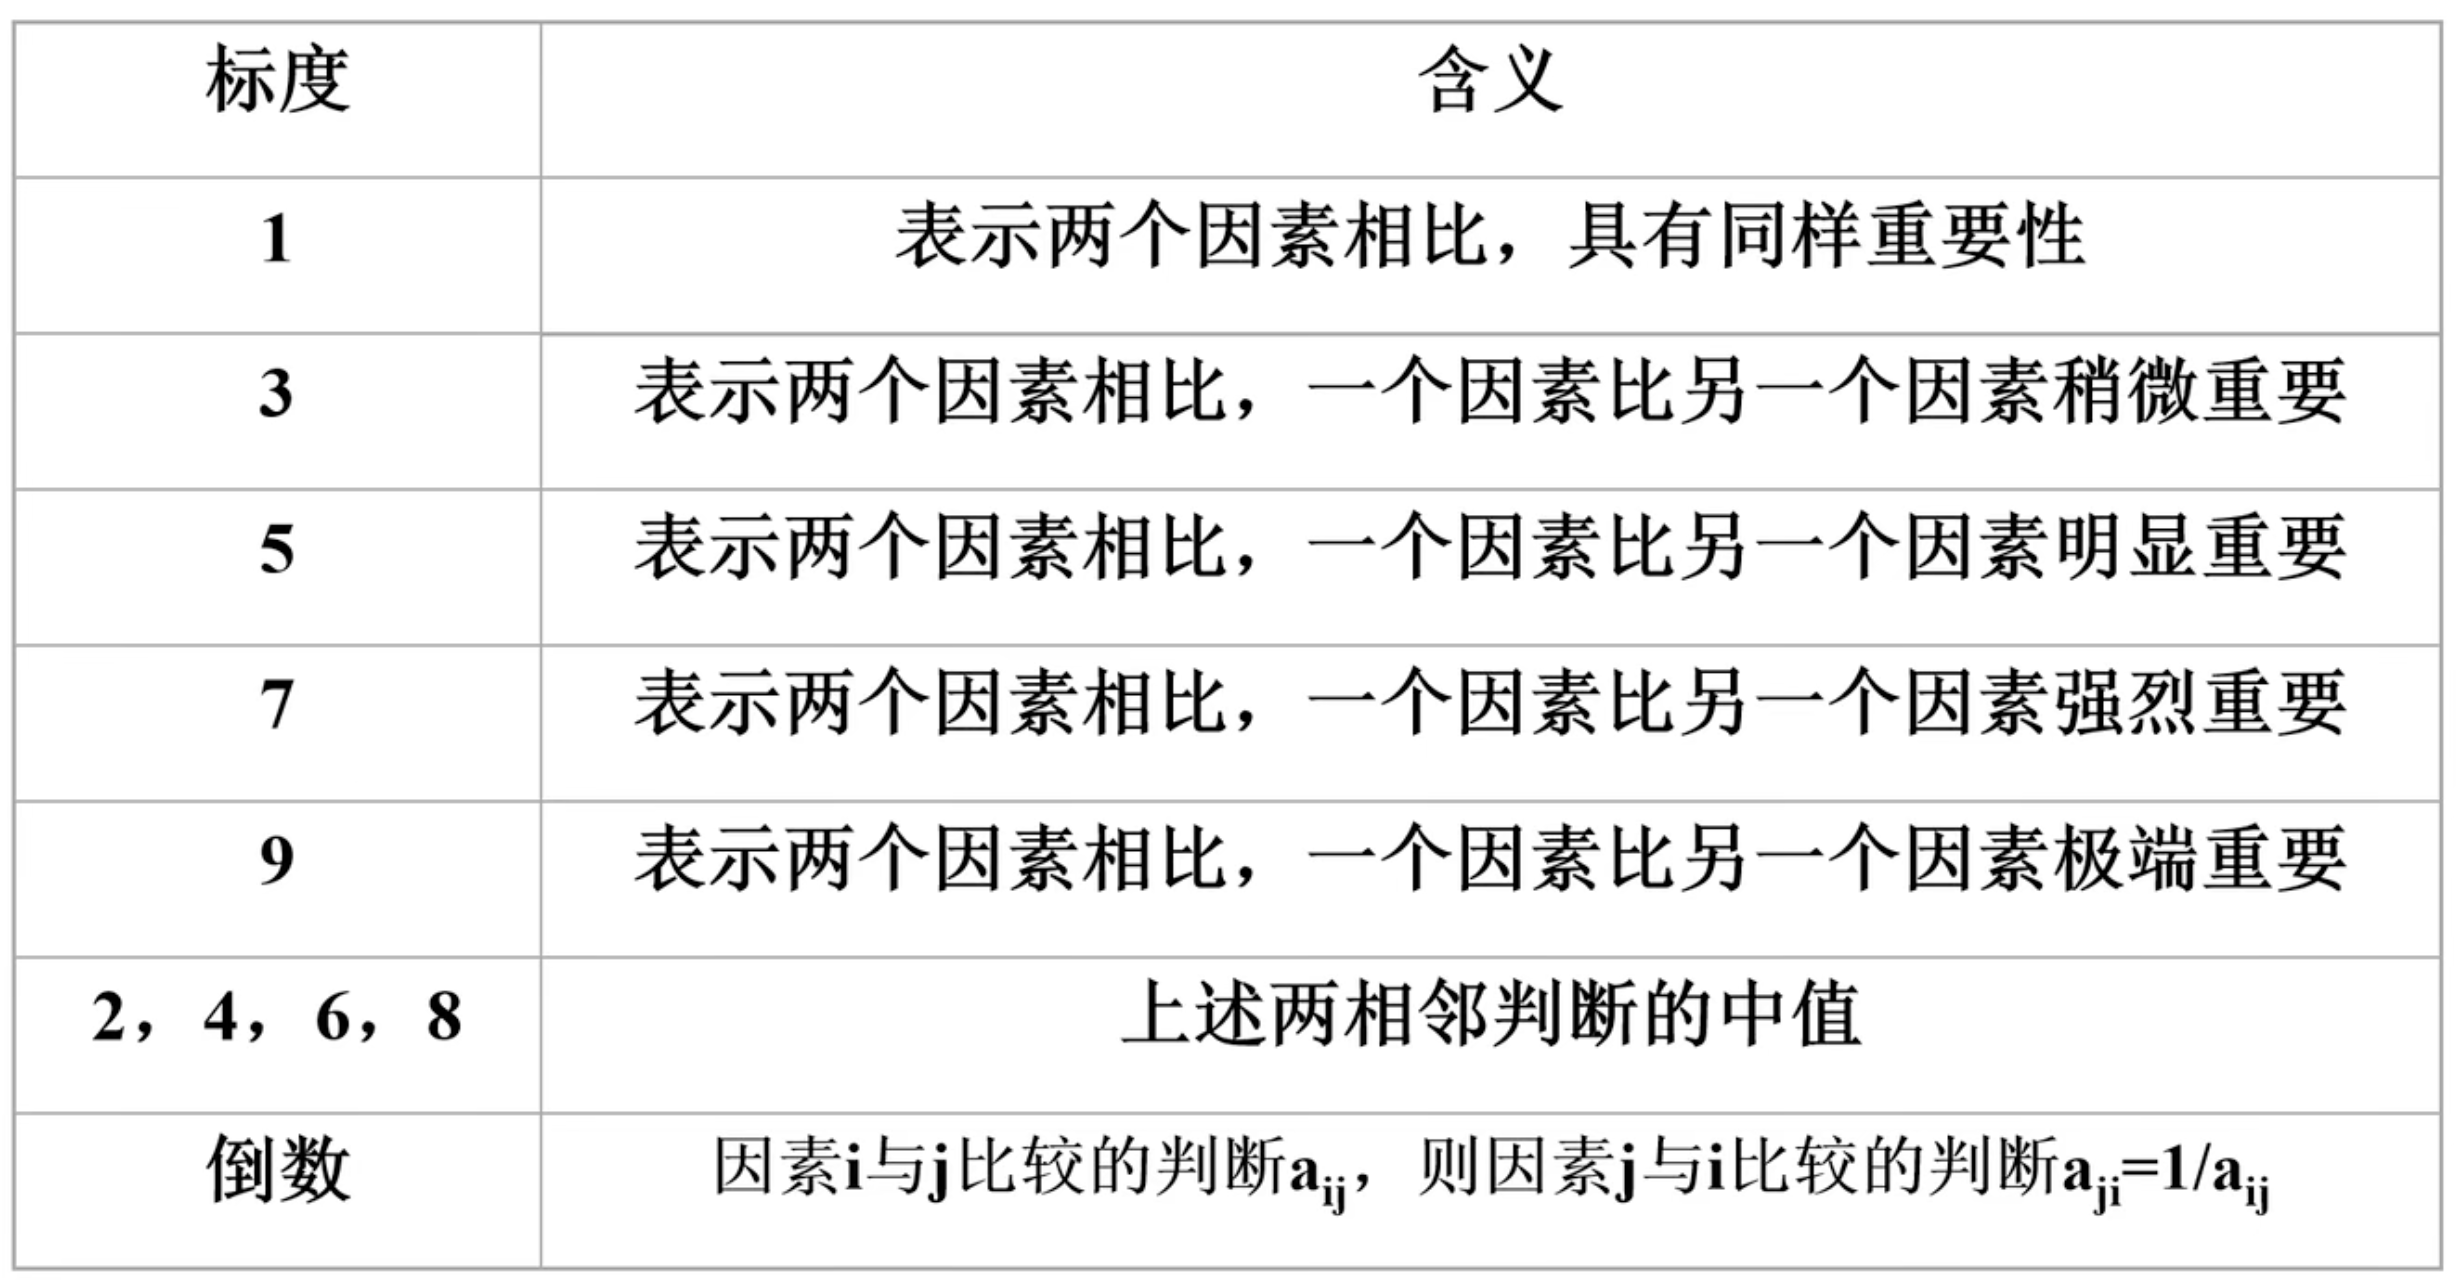 标度 含义
1 表示两个因素相比，具有同样重要性
3 表示两个因素相比，一个因素比另一个因素稍微重要
5 表示两个因素相比，一个因素比另一个因素明显重要
7 表示两个因素相比，一个因素比另一个因素强烈重要
9 表示两个因素相比，一个因素比另一个因素极端重要
2，4，6，8 上述两相邻判断的中值
倒数 因素i与j比较的判断aij，则因素j与i比较的判断aji=1/aij